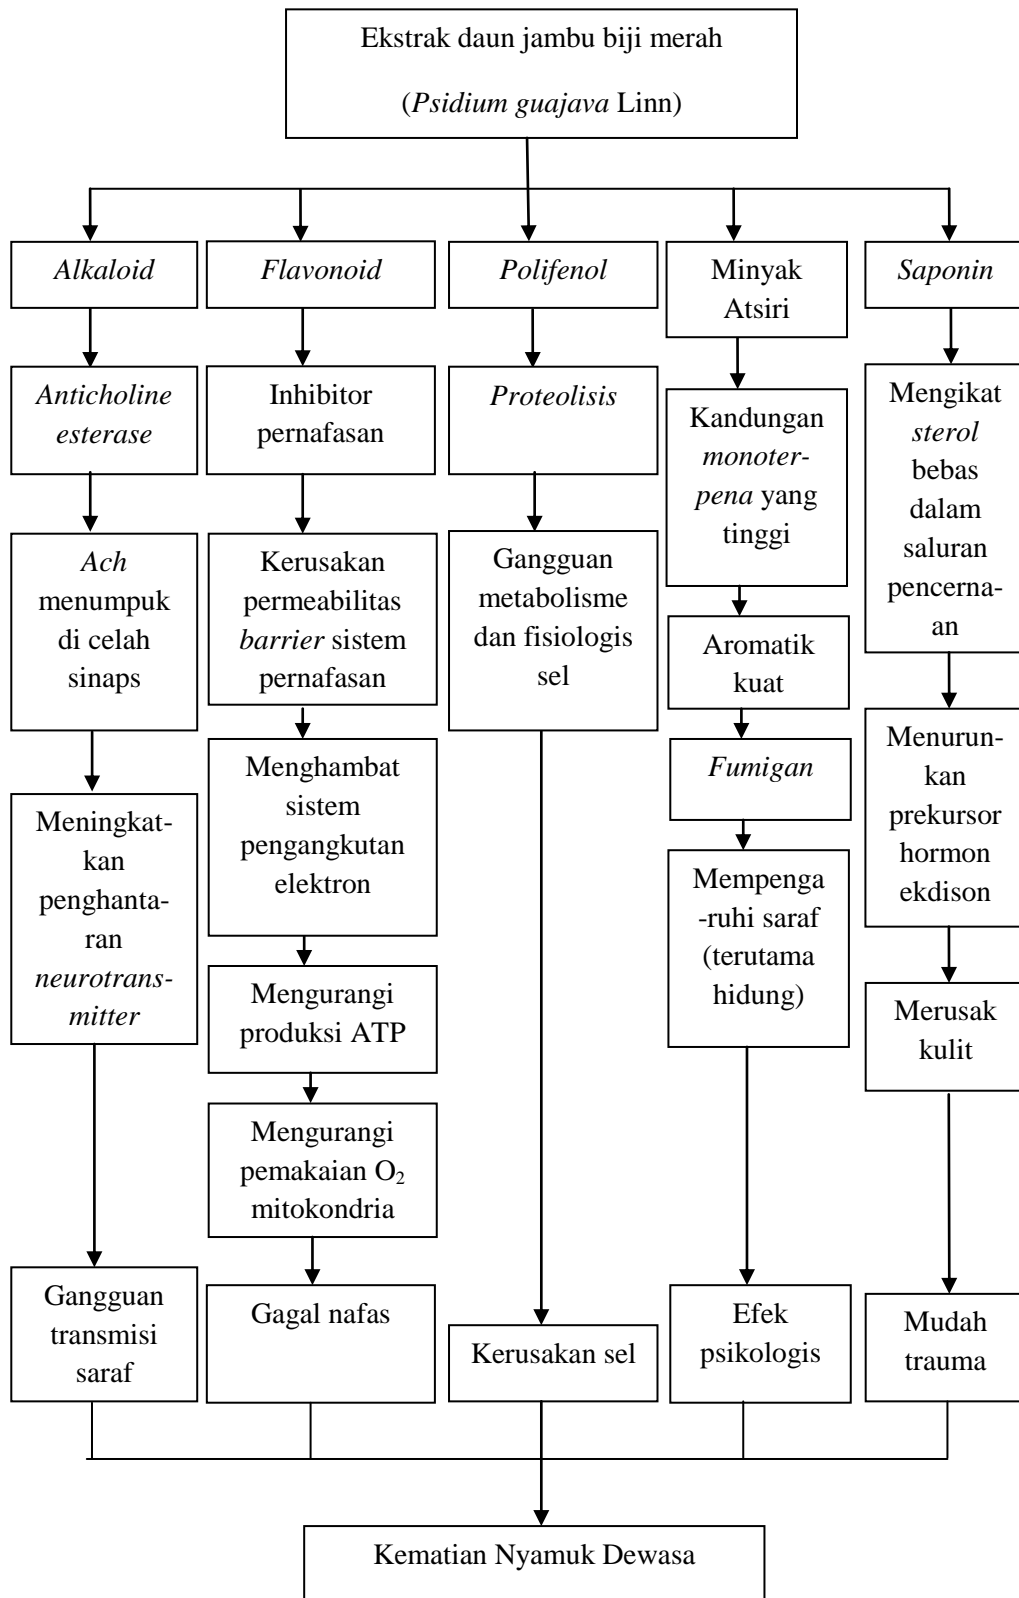 Ekstrak daun jambu biji merah
(Psidium guajava Linn)
Alkaloid
Anticholine
esterase
Ach
menumpuk
di celah
sinaps
Meningkat-
kan
penghanta-
ran
neurotrans-
mitter
Gangguan
transmisi
saraf
Flavonoid
Inhibitor
pernafasan
Kerusakan
permeabilitas
barrier sistem
pernafasan
Menghambat
sistem
pengangkutan
elektron
Mengurangi
produksi ATP
Mengurangi
pemakaian O₂
mitokondria
Gagal nafas
Polifenol
Proteolisis
Gangguan
metabolisme
dan fisiologis
sel
Kerusakan sel
Minyak
Atsiri
Kandungan
monoter-
pena yang
tinggi
Aromatik
kuat
Fumigan
Mempenga
-ruhi saraf
(terutama
hidung)
Efek
psikologis
Saponin
Mengikat
sterol
bebas
dalam
saluran
pencerna-
an
Menurun-
kan
prekursor
hormon
ekdison
Merusak
kulit
Mudah
trauma
Kematian Nyamuk Dewasa